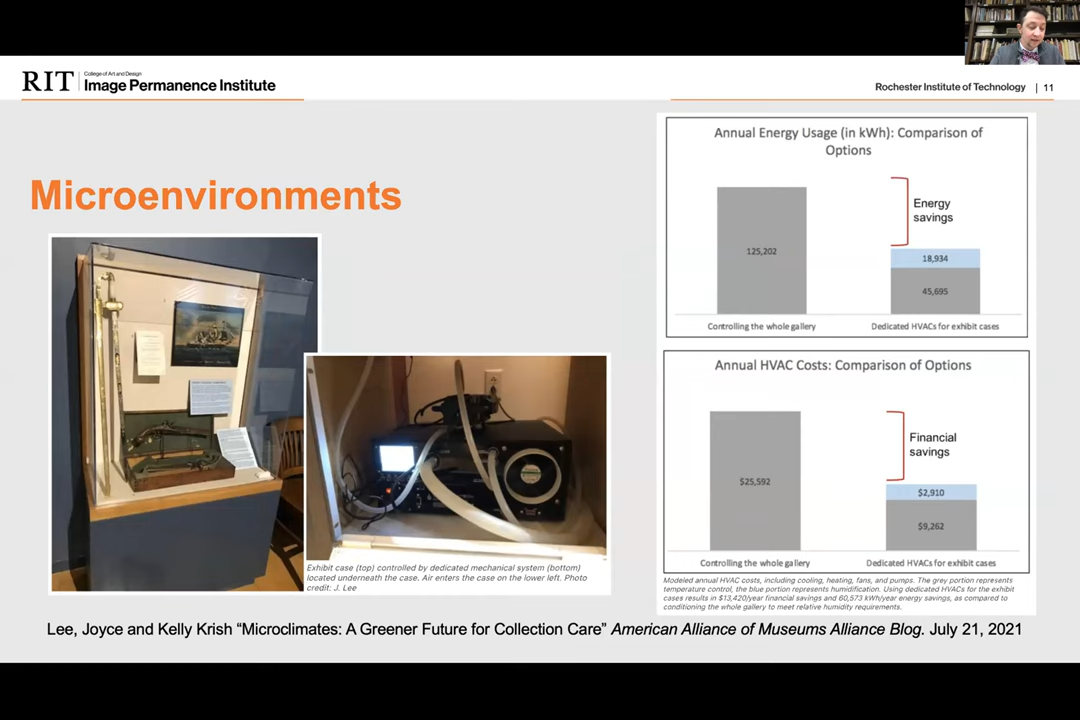 RIT
College of Art and Design
Image Permanence Institute
Rochester Institute of Technology | 11
Microenvironments
Exhibit case (top) controlled by dedicated mechanical system (bottom)
located underneath the case. Air enters the case on the lower left. Photo
credit: J. Lee
Annual Energy Usage (in kWh): Comparison of
Options
Energy
savings
125,202
18,934
45,695
Controlling the whole gallery
Dedicated HVACs for exhibit cases
Annual HVAC Costs: Comparison of Options
Financial
savings
$25,592
$2,910
$9,262
Controlling the whole gallery
Dedicated HVACs for exhibit cases
Modeled annual HVAC costs, including cooling, heating, fans, and pumps. The grey portion represents
temperature control, the blue portion represents humidification. Using dedicated HVACs for the exhibit
cases results in $13,420/year financial savings and 60,573 kWh/year energy savings, as compared to
conditioning the whole gallery to meet relative humidity requirements.
Lee, Joyce and Kelly Krish “Microclimates: A Greener Future for Collection Care” American Alliance of Museums Alliance Blog. July 21, 2021